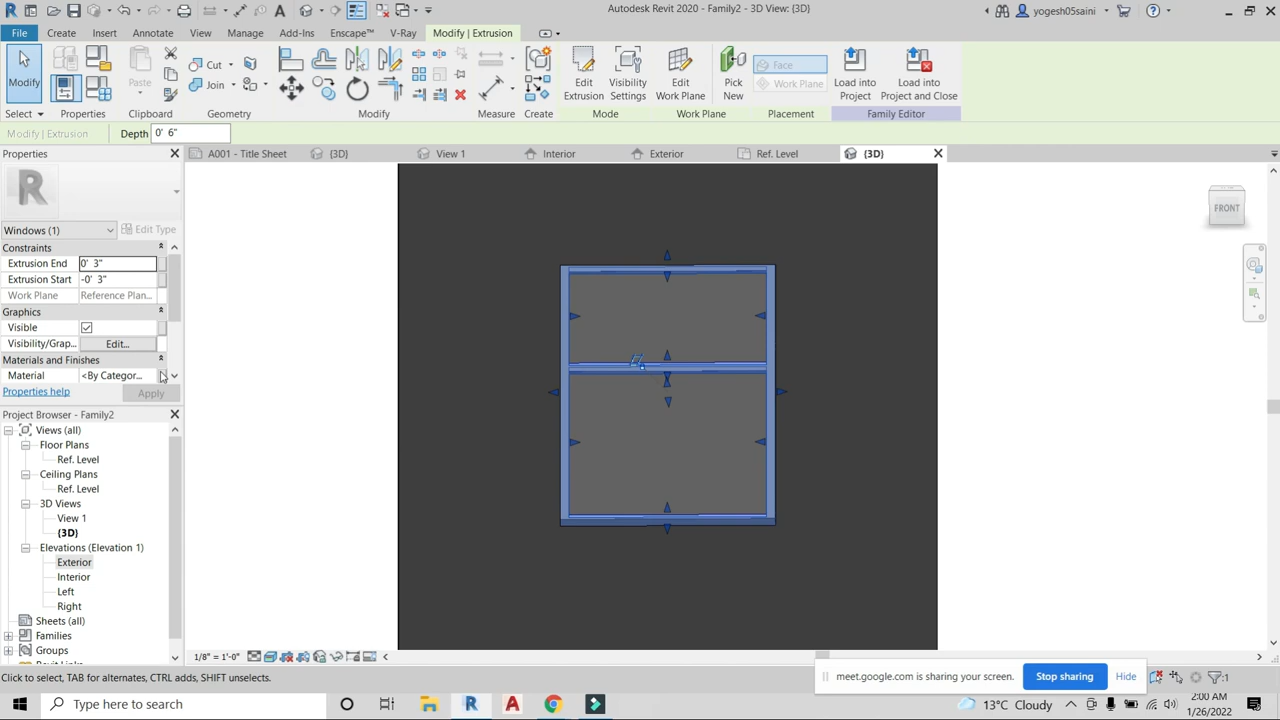 Autodesk Revit 2020 - Family2 - 3D View: {3D}
yogesh05saini
File Create Insert Annotate View Manage Add-Ins Enscape™ V-Ray Modify | Extrusion
Modify
Paste
Cut
Join
Edit Extrusion
Visibility Settings
Edit Work Plane
Pick New
Face
Work Plane
Load into Project
Load into Project and Close
Select Properties Clipboard Geometry Modify Measure Create Mode Work Plane Placement Family Editor
Modify | Extrusion Depth 0' 6"
Properties
A001 - Title Sheet {3D} View 1 Interior Exterior Ref. Level {3D}
R
FRONT
Windows (1) Edit Type
Constraints
Extrusion End 0' 3"
Extrusion Start -0' 3"
Work Plane Reference Plan...
Graphics
Visible
Visibility/Grap... Edit...
Materials and Finishes
Material <By Categor...
Properties help Apply
Project Browser - Family2
Views (all)
Floor Plans
Ref. Level
Ceiling Plans
Ref. Level
3D Views
View 1
{3D}
Elevations (Elevation 1)
Exterior
Interior
Left
Right
Sheets (all)
Families
Groups
Revit Links
1/8" = 1'-0"
Click to select, TAB for alternates, CTRL adds, SHIFT unselects.
meet.google.com is sharing your screen. Stop sharing Hide
:1
Type here to search
13°C Cloudy
2:00 AM
1/26/2022